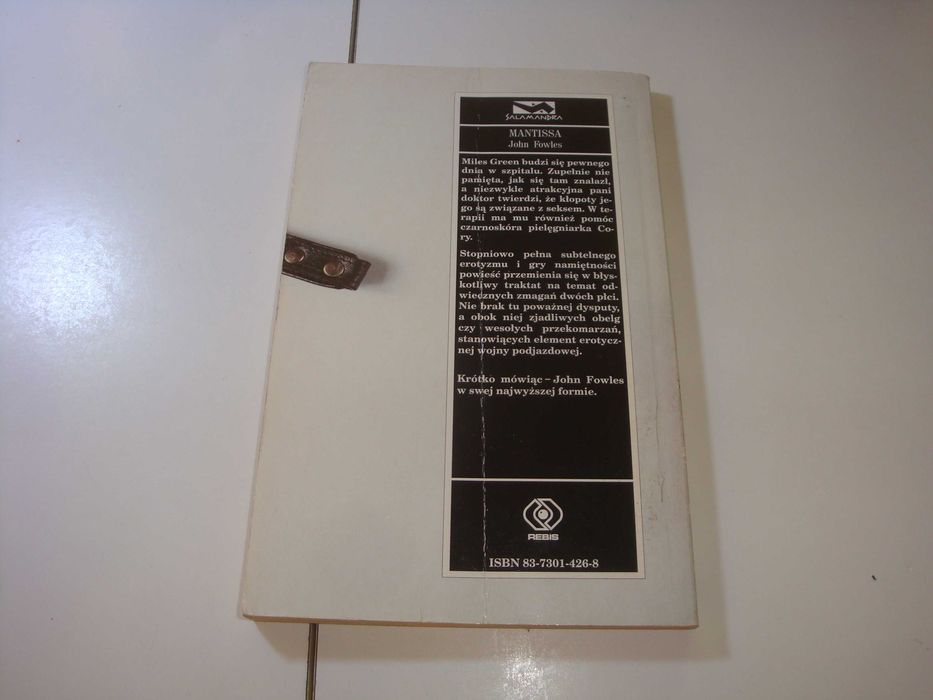 SALAMANDRA
MANTISSA
John Fowles
Miles Green budzi się pewnego
dnia w szpitalu. Zupełnie nie
pamięta, jak się tam znalazł,
a niezwykle atrakcyjna pani
doktor twierdzi, że kłopoty je-
go są związane z seksem. W te-
rapii ma mu również pomóc
czarnoskóra pielęgniarka Co-
ry.
Stopniowo pełna subtelnego
erotyzmu i gry namiętności
powieść przemienia się w błys-
kotliwy traktat na temat od-
wiecznych zmagań dwóch płci.
Nie brak tu poważnej dysputy,
a obok niej zjadliwych obelg
czy wesołych przekomarzań,
stanowiących element erotycz-
nej wojny podjazdowej.
Krótko mówiąc – John Fowles
w swej najwyższej formie.
REBIS
ISBN 83-7301-426-8